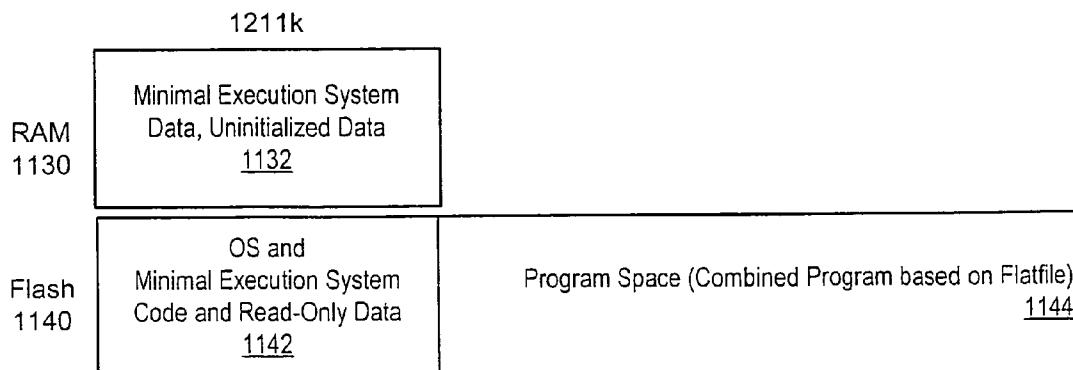 1211k
RAM
1130
Minimal Execution System
Data, Uninitialized Data
1132
Flash
1140
OS and
Minimal Execution System
Code and Read-Only Data
1142
Program Space (Combined Program based on Flatfile)
1144